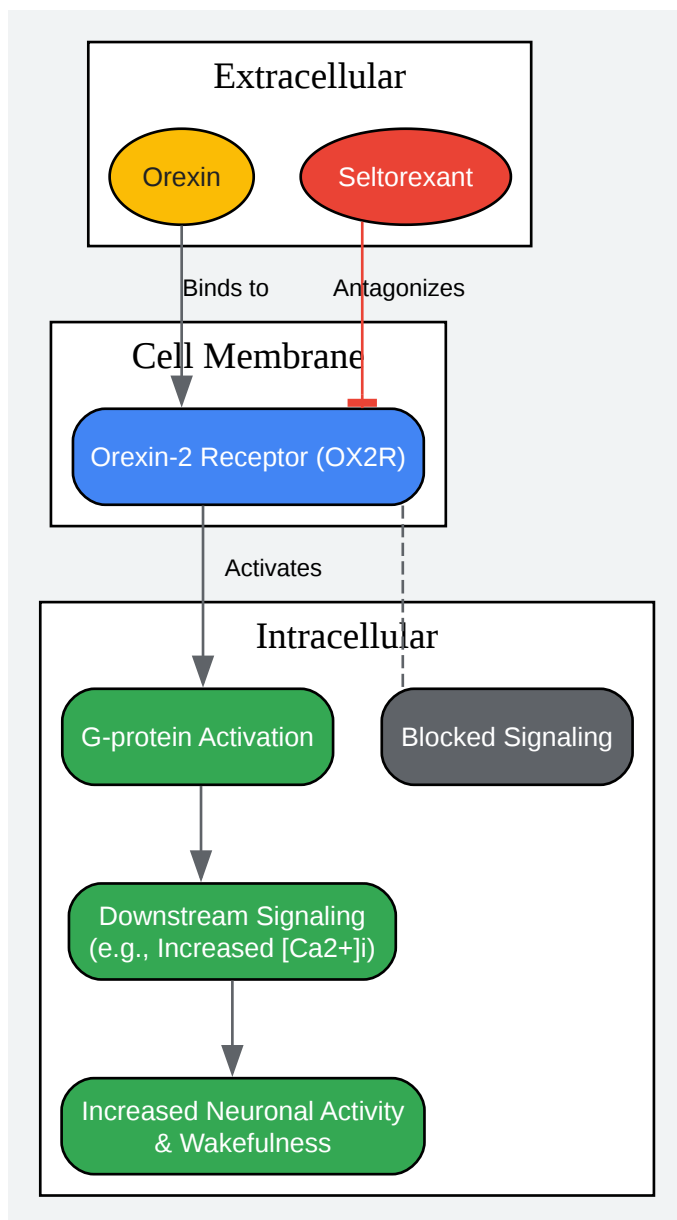 Extracellular
Orexin
Seltorexant
Binds to
Antagonizes
Cell Membrane
Orexin-2 Receptor (OX2R)
Activates
Intracellular
G-protein Activation
Blocked Signaling
Downstream Signaling
(e.g., Increased [Ca2+]i)
Increased Neuronal Activity
& Wakefulness